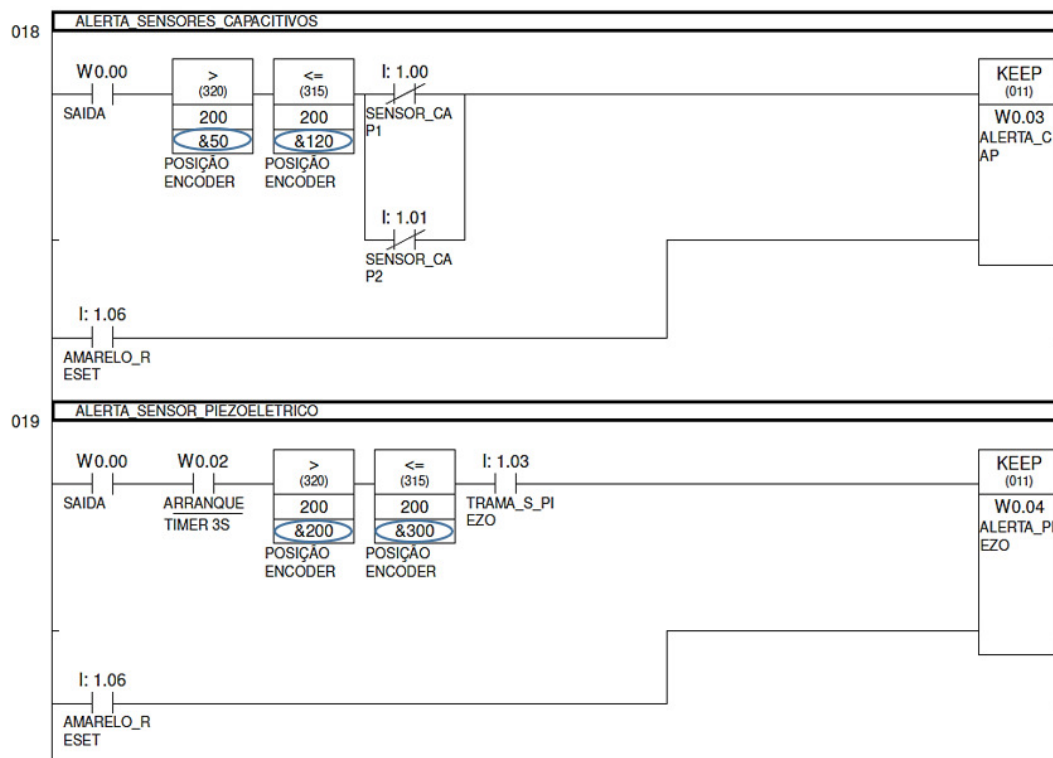 018
ALERTA_SENSORES_CAPACITIVOS
W0.00
SAIDA
>
(320)
200
&50
POSIÇÃO
ENCODER
<=
(315)
200
&120
POSIÇÃO
ENCODER
I: 1.00
SENSOR_CA
P1
KEEP
(011)
W0.03
ALERTA_C
AP
I: 1.01
SENSOR_CA
P2
I: 1.06
AMARELO_R
ESET
019
ALERTA_SENSOR_PIEZOELETRICO
W0.00
SAIDA
W0.02
ARRANQUE
TIMER 3S
>
(320)
200
&200
POSIÇÃO
ENCODER
<=
(315)
200
&300
POSIÇÃO
ENCODER
I: 1.03
TRAMA_S_PI
EZO
KEEP
(011)
W0.04
ALERTA_PI
EZO
I: 1.06
AMARELO_R
ESET